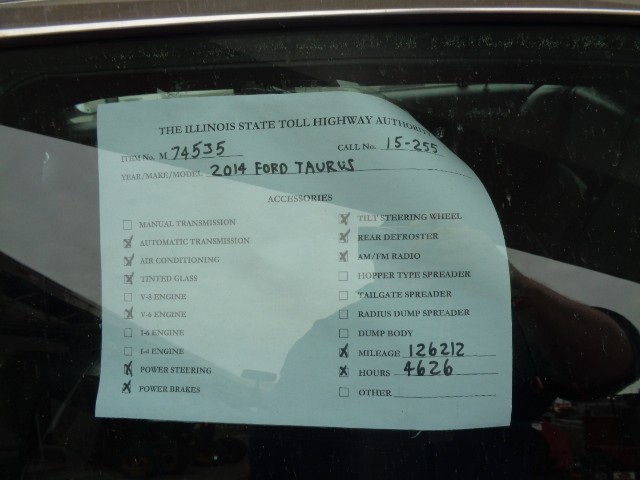 THE ILLINOIS STATE TOLL HIGHWAY AUTHORITY
ITEM No. M 74535 CALL No. 15-255
YEAR/MAKE/MODEL 2014 FORD TAURUS
ACCESSORIES
MANUAL TRANSMISSION
AUTOMATIC TRANSMISSION
AIR CONDITIONING
TINTED GLASS
V-8 ENGINE
V-6 ENGINE
I-6 ENGINE
I-4 ENGINE
POWER STEERING
POWER BRAKES
TILT STEERING WHEEL
REAR DEFROSTER
AM/FM RADIO
HOPPER TYPE SPREADER
TAILGATE SPREADER
RADIUS DUMP SPREADER
DUMP BODY
MILEAGE 126212
HOURS 4626
OTHER